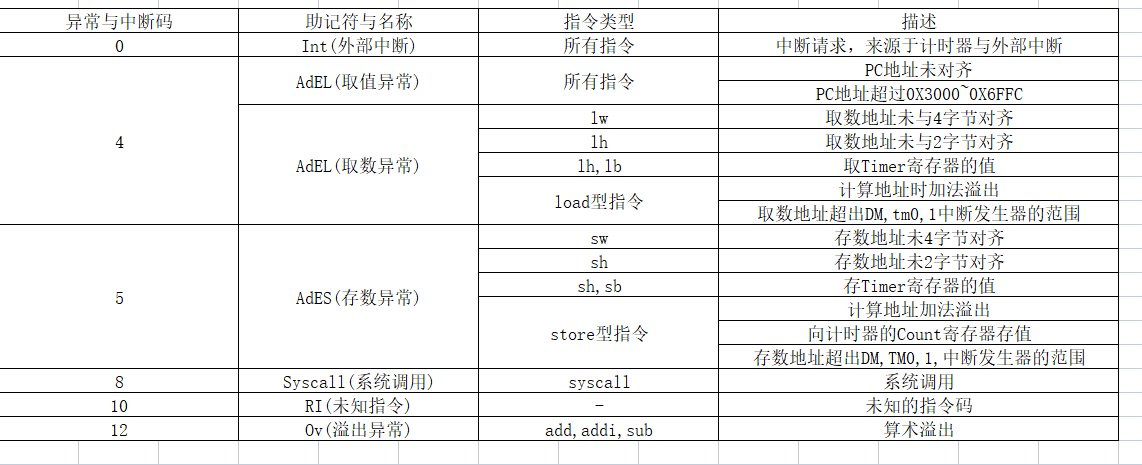 异常与中断码 助记符与名称 指令类型 描述
0 Int(外部中断) 所有指令 中断请求，来源于计时器与外部中断
4 AdEL(取值异常) 所有指令 PC地址未对齐
PC地址超过0X3000~0X6FFC
AdEL(取数异常) lw 取数地址未与4字节对齐
lh 取数地址未与2字节对齐
lh,lb 取Timer寄存器的值
load型指令 计算地址时加法溢出
取数地址超出DM,tm0,1中断发生器的范围
5 AdES(存数异常) sw 存数地址未4字节对齐
sh 存数地址未2字节对齐
sh,sb 存Timer寄存器的值
store型指令 计算地址加法溢出
向计时器的Count寄存器存值
存数地址超出DM,TM0,1,中断发生器的范围
8 Syscall(系统调用) syscall 系统调用
10 RI(未知指令) - 未知的指令码
12 Ov(溢出异常) add,addi,sub 算术溢出